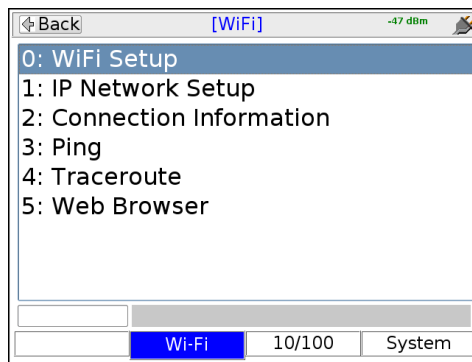 Back [WiFi] -47 dBm
0: WiFi Setup
1: IP Network Setup
2: Connection Information
3: Ping
4: Traceroute
5: Web Browser
Wi-Fi 10/100 System